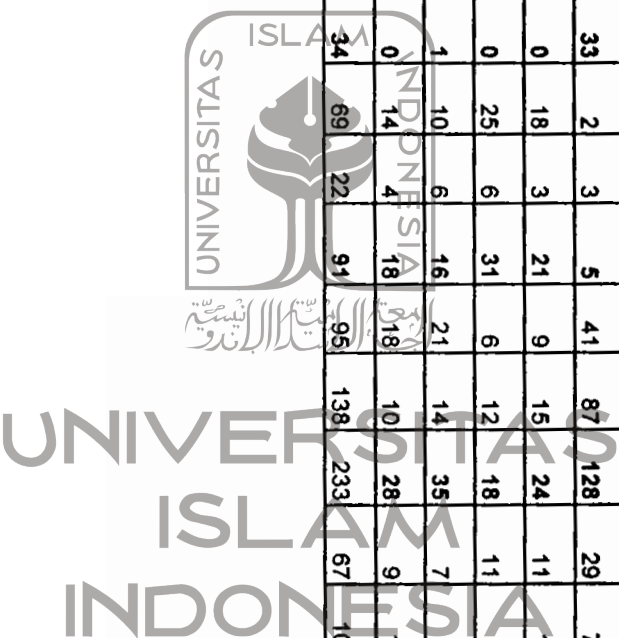 33 2 3 5 41 87 128 29
0 18 3 21 9 15 24 11
0 25 6 31 6 12 18 11
1 10 6 16 21 14 35 7
0 14 4 18 18 10 28 9
34 69 22 91 95 138 233 67
UNIVERSITAS
ISLAM
INDONESIA
UNIVERSITAS
ISLAM
INDONESIA